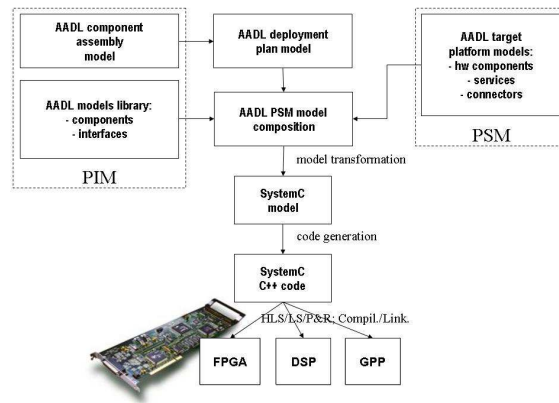 AADL component
assembly
model
AADL deployment
plan model
AADL target
platform models:
- hw components
- services
- connectors
AADL models library:
- components
- interfaces
AADL PSM model
composition
PIM
PSM
model transformation
SystemC
model
code generation
SystemC
C++ code
HLS/LS/P&R; Compil./Link.
FPGA
DSP
GPP